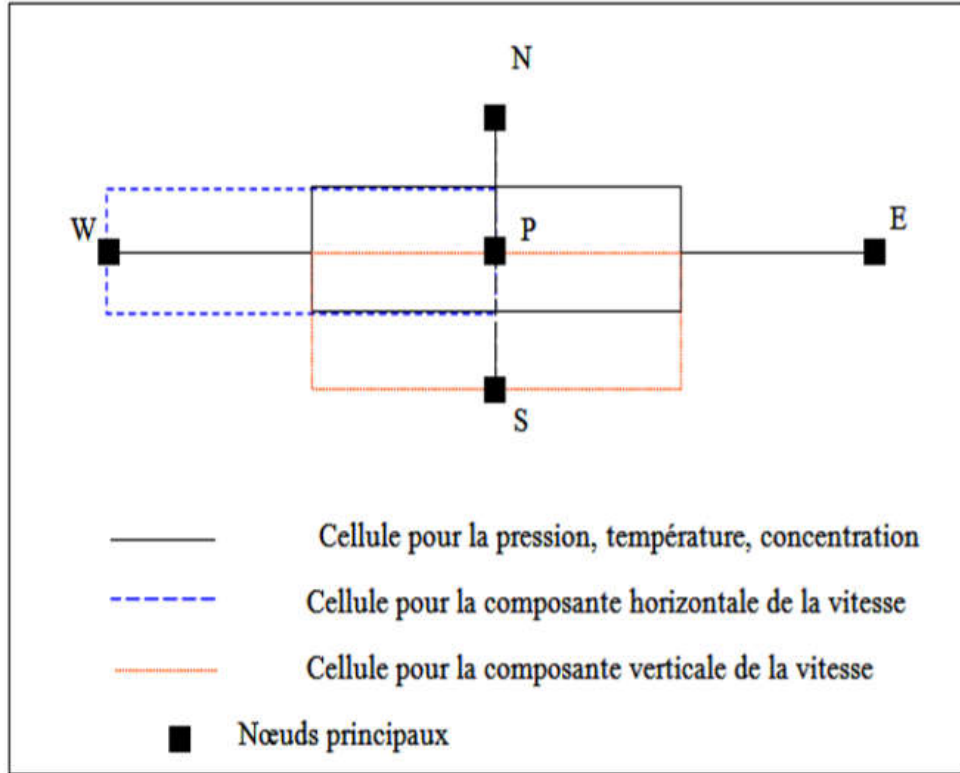 N
W
P
E
S
Cellule pour la pression, température, concentration
Cellule pour la composante horizontale de la vitesse
Cellule pour la composante verticale de la vitesse
Nœuds principaux